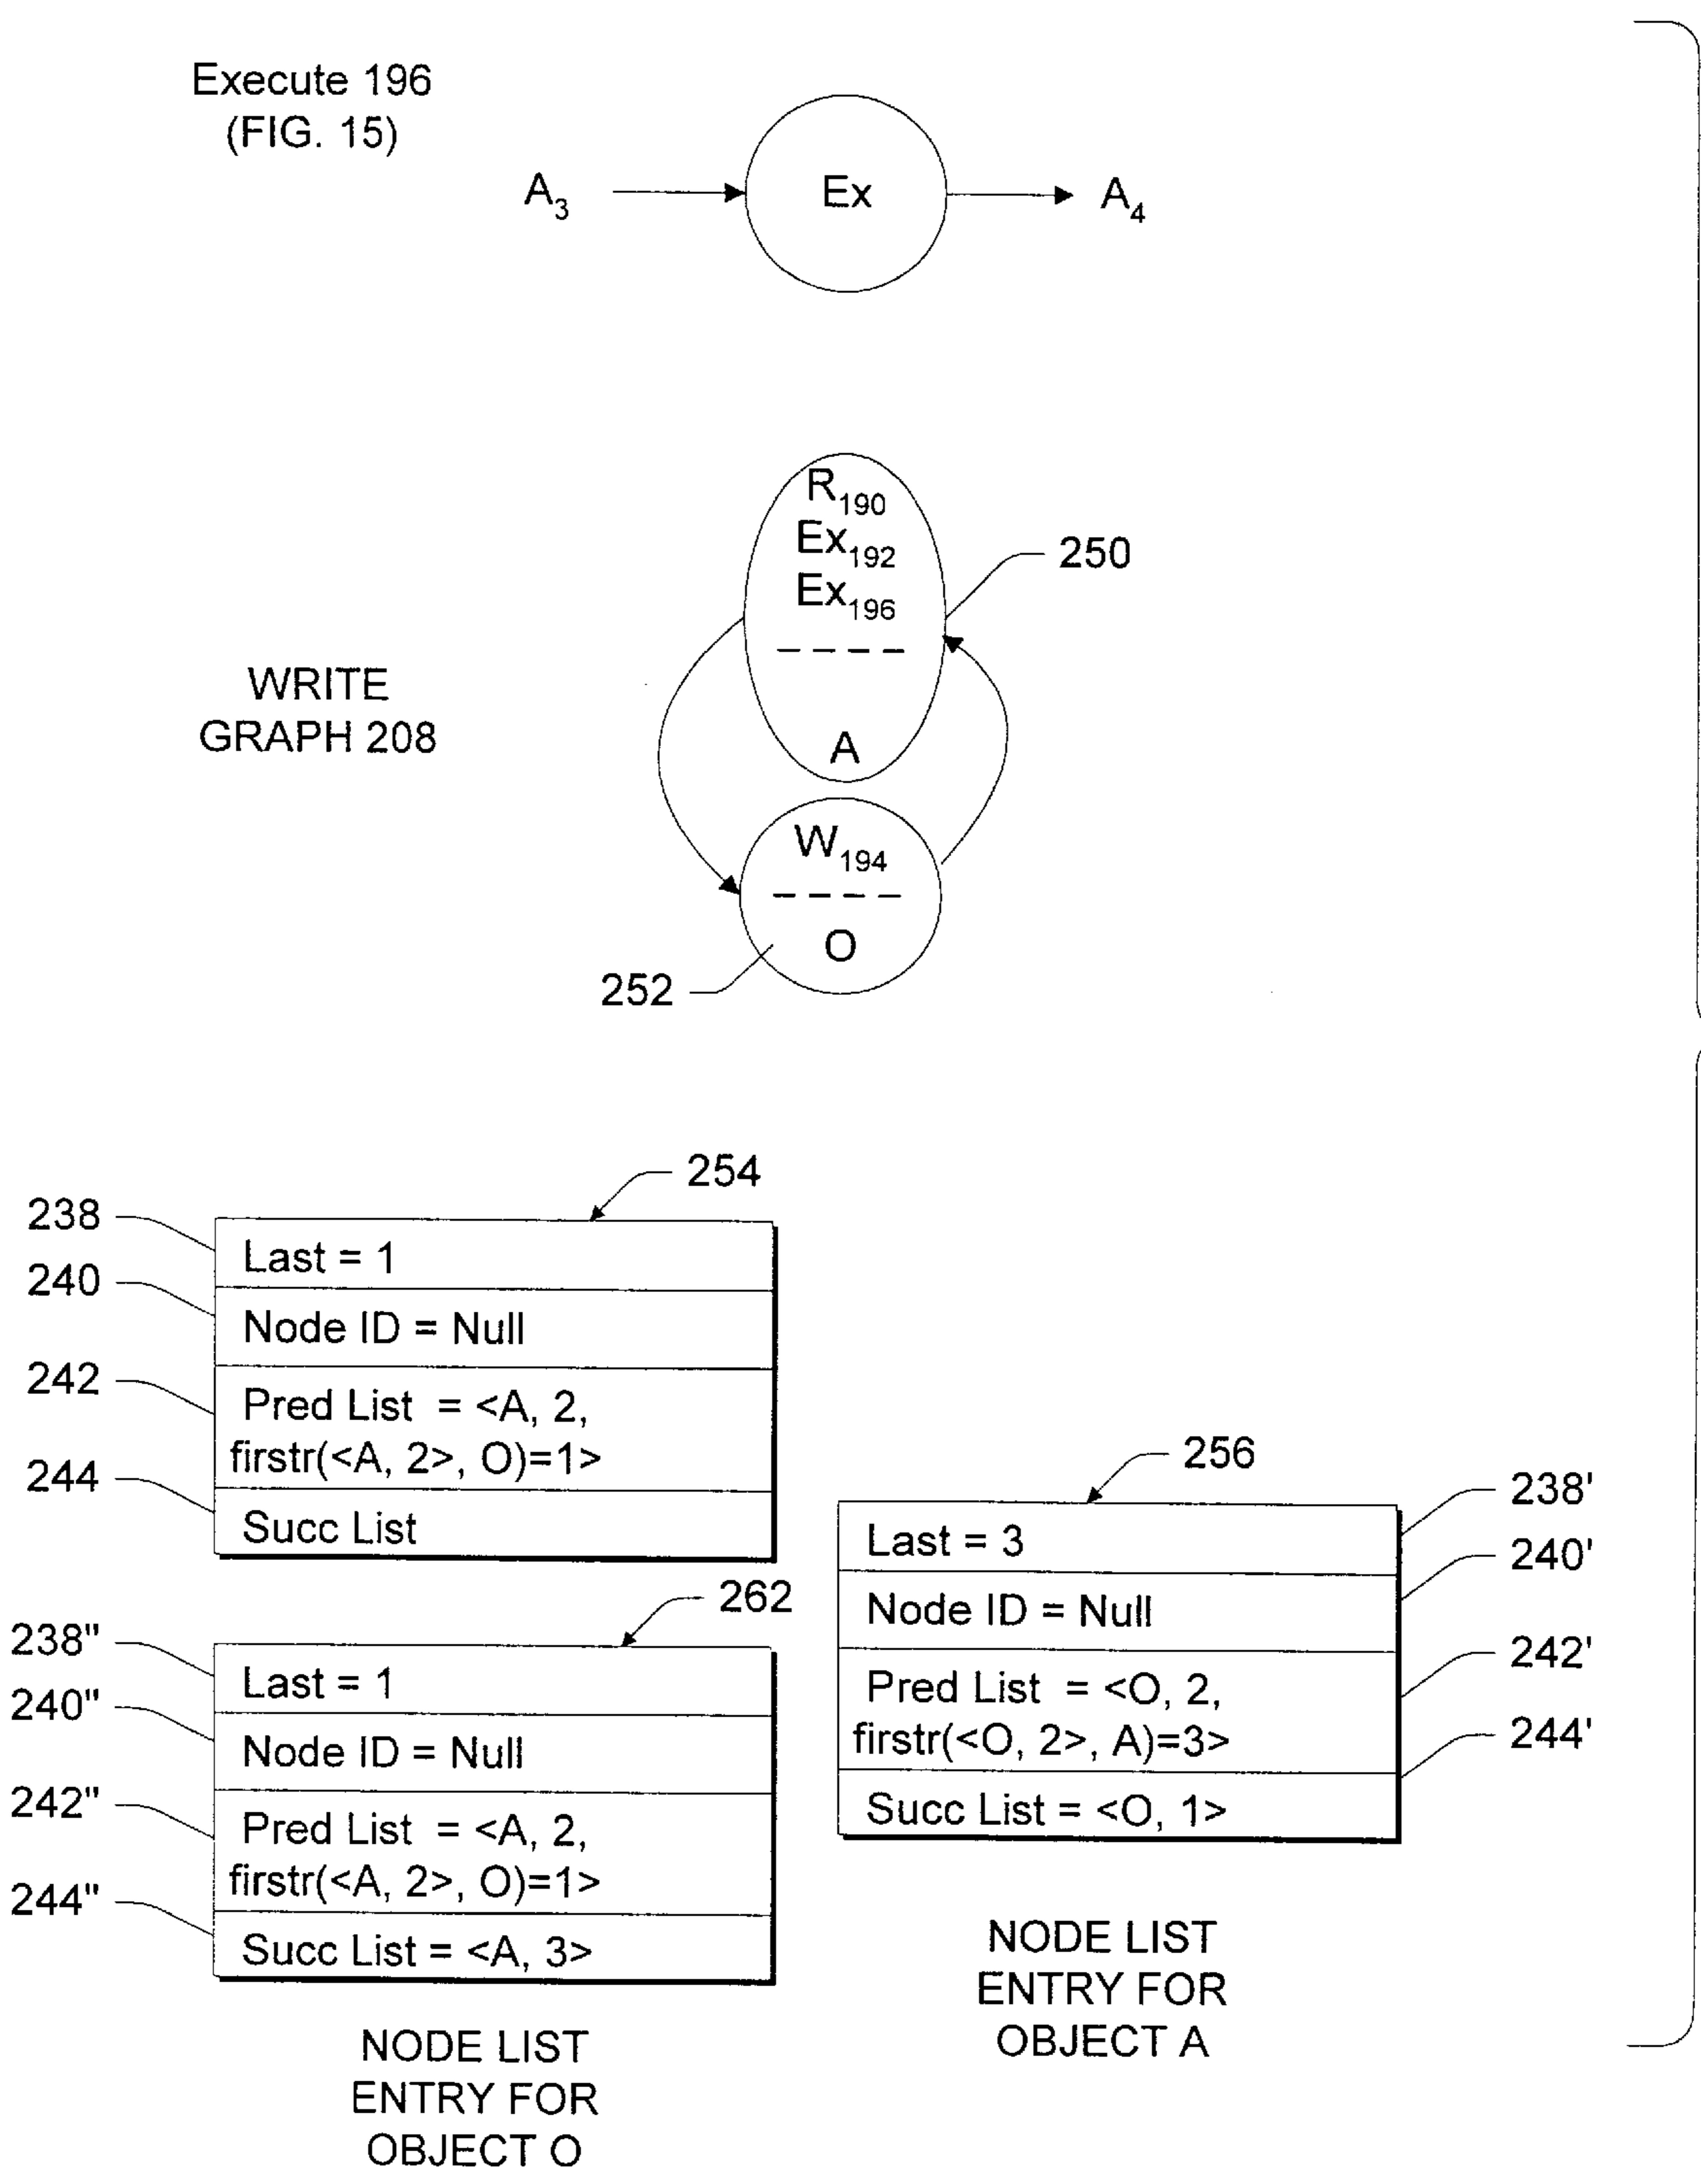 Execute 196
(FIG. 15)
A3
Ex
A4
R190
Ex192
Ex196
250
WRITE
GRAPH 208
A
W194
O
252
254
238
Last = 1
240
Node ID = Null
242
Pred List = <A, 2,
firstr(<A, 2>, O)=1>
244
Succ List
256
238'
Last = 3
240'
Node ID = Null
242'
Pred List = <O, 2,
firstr(<O, 2>, A)=3>
244'
Succ List = <O, 1>
262
238"
Last = 1
240"
Node ID = Null
242"
Pred List = <A, 2,
firstr(<A, 2>, O)=1>
244"
Succ List = <A, 3>
NODE LIST
ENTRY FOR
OBJECT A
NODE LIST
ENTRY FOR
OBJECT O